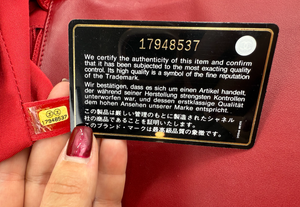 17948537
We certify the authenticity of this item and confirm
that it has been subjected to the most exacting quality
control. Its high quality is a symbol of the fine reputation
of the Trademark.
Wir bestätigen, dass es sich um einen Artikel handelt,
der während seiner Herstellung strengsten Kontrollen
unterworfen war, und dessen erstklassige Qualität
dem hohen Ansehen unserer Marke entspricht.
この製品は厳しい管理のもとに製造されたシャネル
社の作品であることを証明いたします。
このブランド・マークは最高級品質の象徴です。
17948537